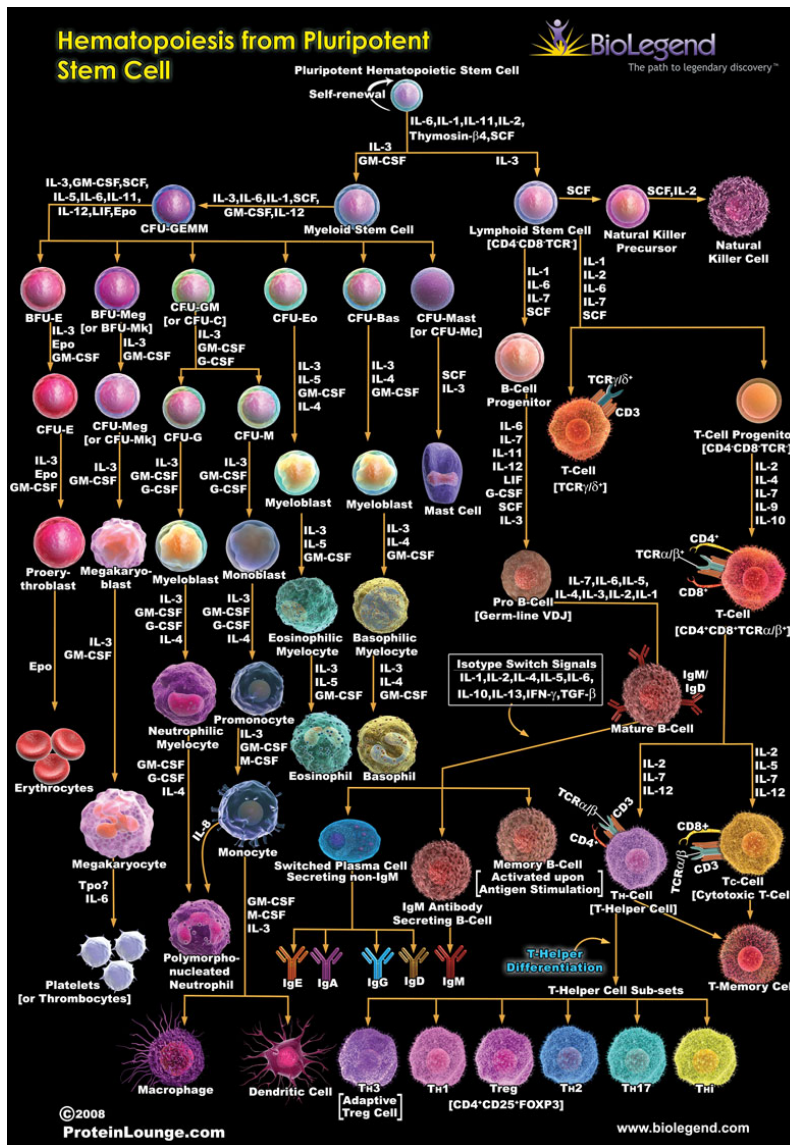 Hematopoiesis from Pluripotent
Stem Cell
BioLegend
The path to legendary discovery™
Pluripotent Hematopoietic Stem Cell
Self-renewal
IL-6,IL-1,IL-11,IL-2,
Thymosin-β4,SCF
IL-3
GM-CSF
IL-3
IL-3,GM-CSF,SCF,
IL-5,IL-6,IL-11,
IL-12,LIF,Epo
CFU-GEMM
IL-3,IL-6,IL-1,SCF,
GM-CSF,IL-12
Myeloid Stem Cell
Lymphoid Stem Cell
[CD4-CD8-TCR-]
SCF
Natural Killer
Precursor
SCF,IL-2
Natural
Killer Cell
BFU-E
BFU-Meg
[or BFU-Mk]
CFU-GM
[or CFU-C]
CFU-Eo
CFU-Bas
CFU-Mast
[or CFU-Mc]
IL-1
IL-6
IL-7
SCF
IL-1
IL-2
IL-6
IL-7
SCF
IL-3
Epo
GM-CSF
IL-3
GM-CSF
IL-3
GM-CSF
G-CSF
IL-3
IL-5
GM-CSF
IL-4
IL-3
IL-4
GM-CSF
SCF
IL-3
B-Cell
Progenitor
TCRγ/δ+
CD3
T-Cell
[TCRγ/δ+]
T-Cell Progenito
[CD4-CD8-TCR-]
CFU-E
CFU-Meg
[or CFU-Mk]
CFU-G
CFU-M
IL-3
Epo
GM-CSF
IL-3
GM-CSF
IL-3
GM-CSF
G-CSF
IL-3
GM-CSF
G-CSF
Myeloblast
Myeloblast
Mast Cell
IL-6
IL-7
IL-11
IL-12
LIF
G-CSF
SCF
IL-3
IL-2
IL-4
IL-7
IL-9
IL-10
Proery-
throblast
Megakaryo-
blast
Myeloblast
Monoblast
IL-3
IL-5
GM-CSF
IL-3
IL-4
GM-CSF
Pro B-Cell
[Germ-line VDJ]
IL-7,IL-6,IL-5,
IL-4,IL-3,IL-2,IL-1
CD4+
TCRα/β+
CD8+
T-Cell
[CD4+CD8+TCRα/β+]
Epo
IL-3
GM-CSF
IL-3
GM-CSF
G-CSF
IL-4
IL-3
GM-CSF
G-CSF
IL-4
Eosinophilic
Myelocyte
Basophilic
Myelocyte
Isotype Switch Signals
IL-1,IL-2,IL-4,IL-5,IL-6,
IL-10,IL-13,IFN-γ,TGF-β
IgM/
IgD
Mature B-Cell
IL-3
IL-5
GM-CSF
IL-3
IL-4
GM-CSF
Neutrophilic
Myelocyte
Promonocyte
IL-3
GM-CSF
M-CSF
Eosinophil
Basophil
Erythrocytes
GM-CSF
G-CSF
IL-4
IL-8
Monocyte
IL-2
IL-7
IL-12
IL-2
IL-5
IL-7
IL-12
TCRα/β
CD3
CD4+
TH-Cell
[T-Helper Cell]
CD8+
TCRα/β
CD3
Tc-Cell
[Cytotoxic T-Cel
Megakaryocyte
Switched Plasma Cell
Secreting non-IgM
IgM Antibody
Secreting B-Cell
Memory B-Cell
Activated upon
Antigen Stimulation
Tpo?
IL-6
GM-CSF
M-CSF
IL-3
Platelets
[or Thrombocytes]
Polymorpho-
nucleated
Neutrophil
IgE
IgA
IgG
IgD
IgM
T-Helper
Differentiation
T-Memory Cel
T-Helper Cell Sub-sets
Macrophage
Dendritic Cell
TH3
[Adaptive
Treg Cell]
TH1
Treg
[CD4+CD25+FOXP3]
TH2
TH17
THi
©2008
ProteinLounge.com
www.biolegend.com